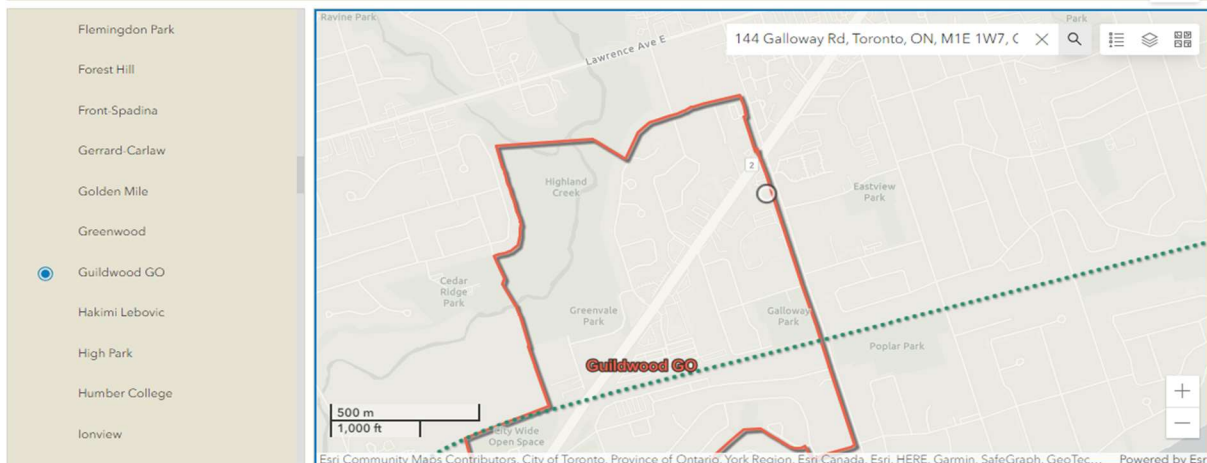 Flemingdon Park
Forest Hill
Front-Spadina
Gerrard-Carlaw
Golden Mile
Greenwood
Guildwood GO
Hakimi Lebovic
High Park
Humber College
Ionview
Ravine Park
Lawrence Ave E
Park
144 Galloway Rd, Toronto, ON, M1E 1W7, C
2
Highland
Creek
Eastview
Park
Cedar
Ridge
Park
Greenvale
Park
Galloway
Park
Poplar Park
Guildwood GO
500 m
1,000 ft
City Wide
Open Space
Esri Community Maps Contributors, City of Toronto, Province of Ontario, York Region, Esri Canada, Esri, HERE, Garmin, SafeGraph, GeoTec...
Powered by Esri